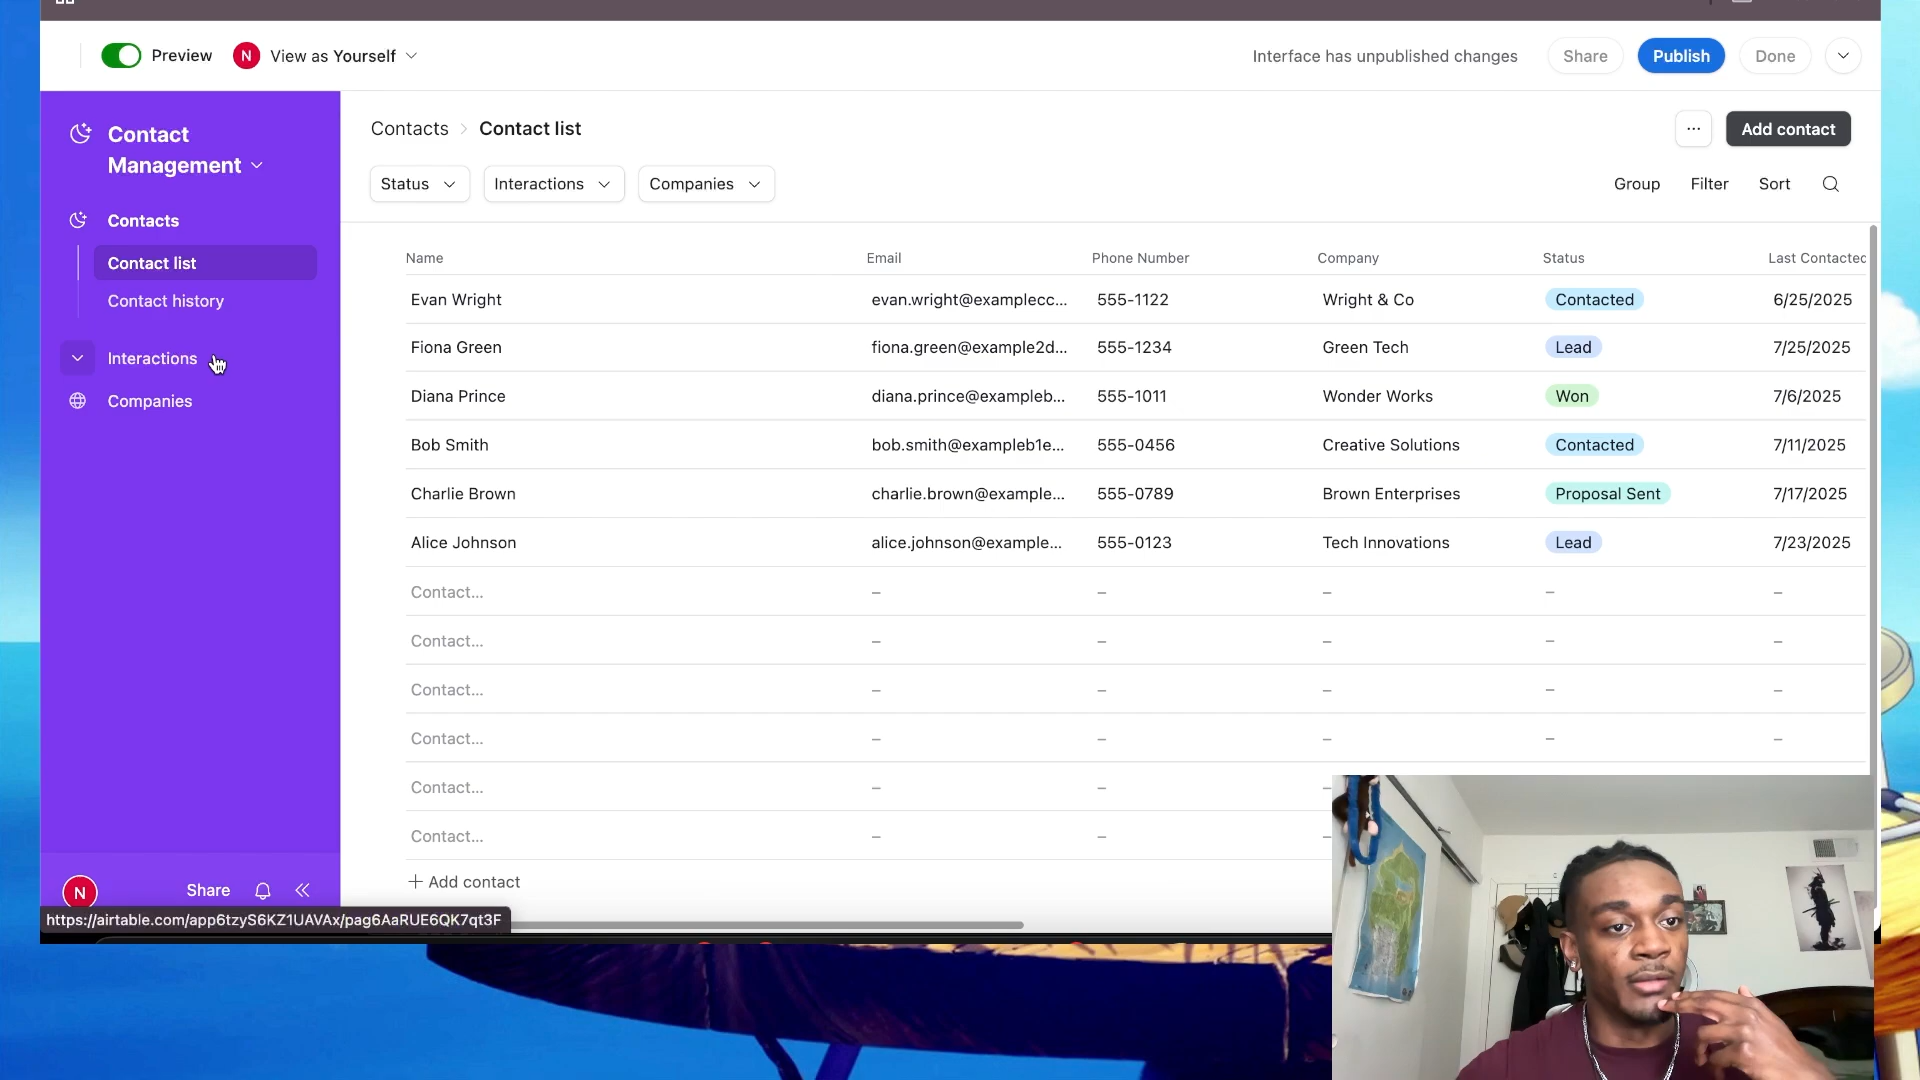 Preview N View as Yourself Interface has unpublished changes Share Publish Done
Contact
Management
Contacts
Contact list
Contact history
Interactions
Companies
Contacts > Contact list ... Add contact
Status Interactions Companies Group Filter Sort
Name Email Phone Number Company Status Last Contacted
Evan Wright evan.wright@examplecc... 555-1122 Wright & Co Contacted 6/25/2025
Fiona Green fiona.green@example2d... 555-1234 Green Tech Lead 7/25/2025
Diana Prince diana.prince@exampleb... 555-1011 Wonder Works Won 7/6/2025
Bob Smith bob.smith@exampleb1e... 555-0456 Creative Solutions Contacted 7/11/2025
Charlie Brown charlie.brown@example... 555-0789 Brown Enterprises Proposal Sent 7/17/2025
Alice Johnson alice.johnson@example... 555-0123 Tech Innovations Lead 7/23/2025
Contact... – – – – –
Contact... – – – – –
Contact... – – – – –
Contact... – – – – –
Contact... – – –
Contact... – – –
+ Add contact
N Share
https://airtable.com/app6tzyS6KZ1UAVAx/pag6AaRUE6QK7qt3F